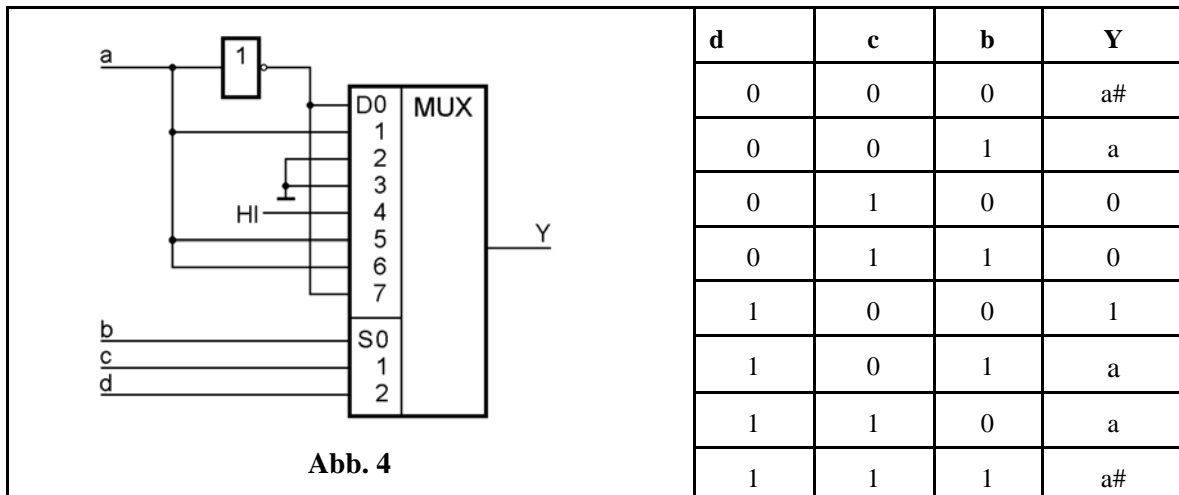 a
1
D0 MUX
1
2
3
HI 4
5
6
7
Y
b S0
c 1
d 2
Abb. 4
d c b Y
0 0 0 a#
0 0 1 a
0 1 0 0
0 1 1 0
1 0 0 1
1 0 1 a
1 1 0 a
1 1 1 a#